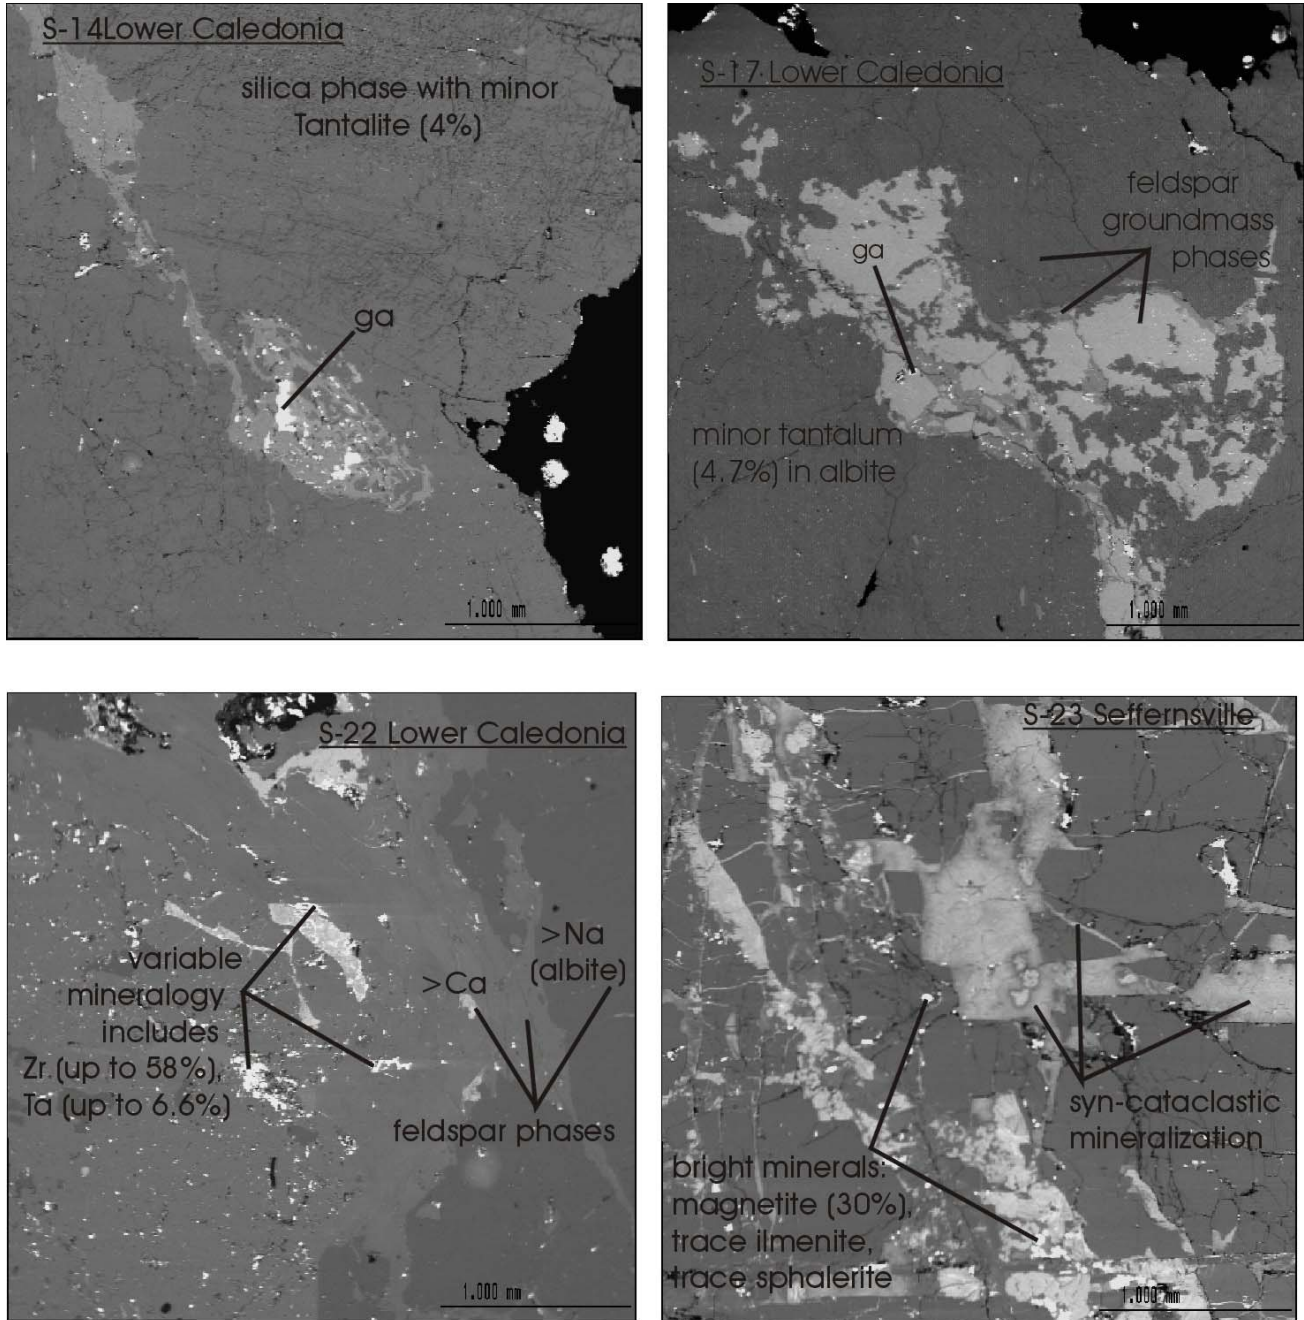 S-14Lower Caledonia
silica phase with minor
Tantalite (4%)
ga
1.000 mm
S-17 Lower Caledonia
feldspar
groundmass
phases
ga
minor tantalum
(4.7%) in albite
1.000 mm
S-22 Lower Caledonia
>Na
(albite)
>Ca
variable
mineralogy
includes
Zr (up to 58%),
Ta (up to 6.6%)
feldspar phases
1.000 mm
S-23 Seffernsville
syn-cataclastic
mineralization
bright minerals:
magnetite (30%),
trace ilmenite,
trace sphalerite
1.000 mm